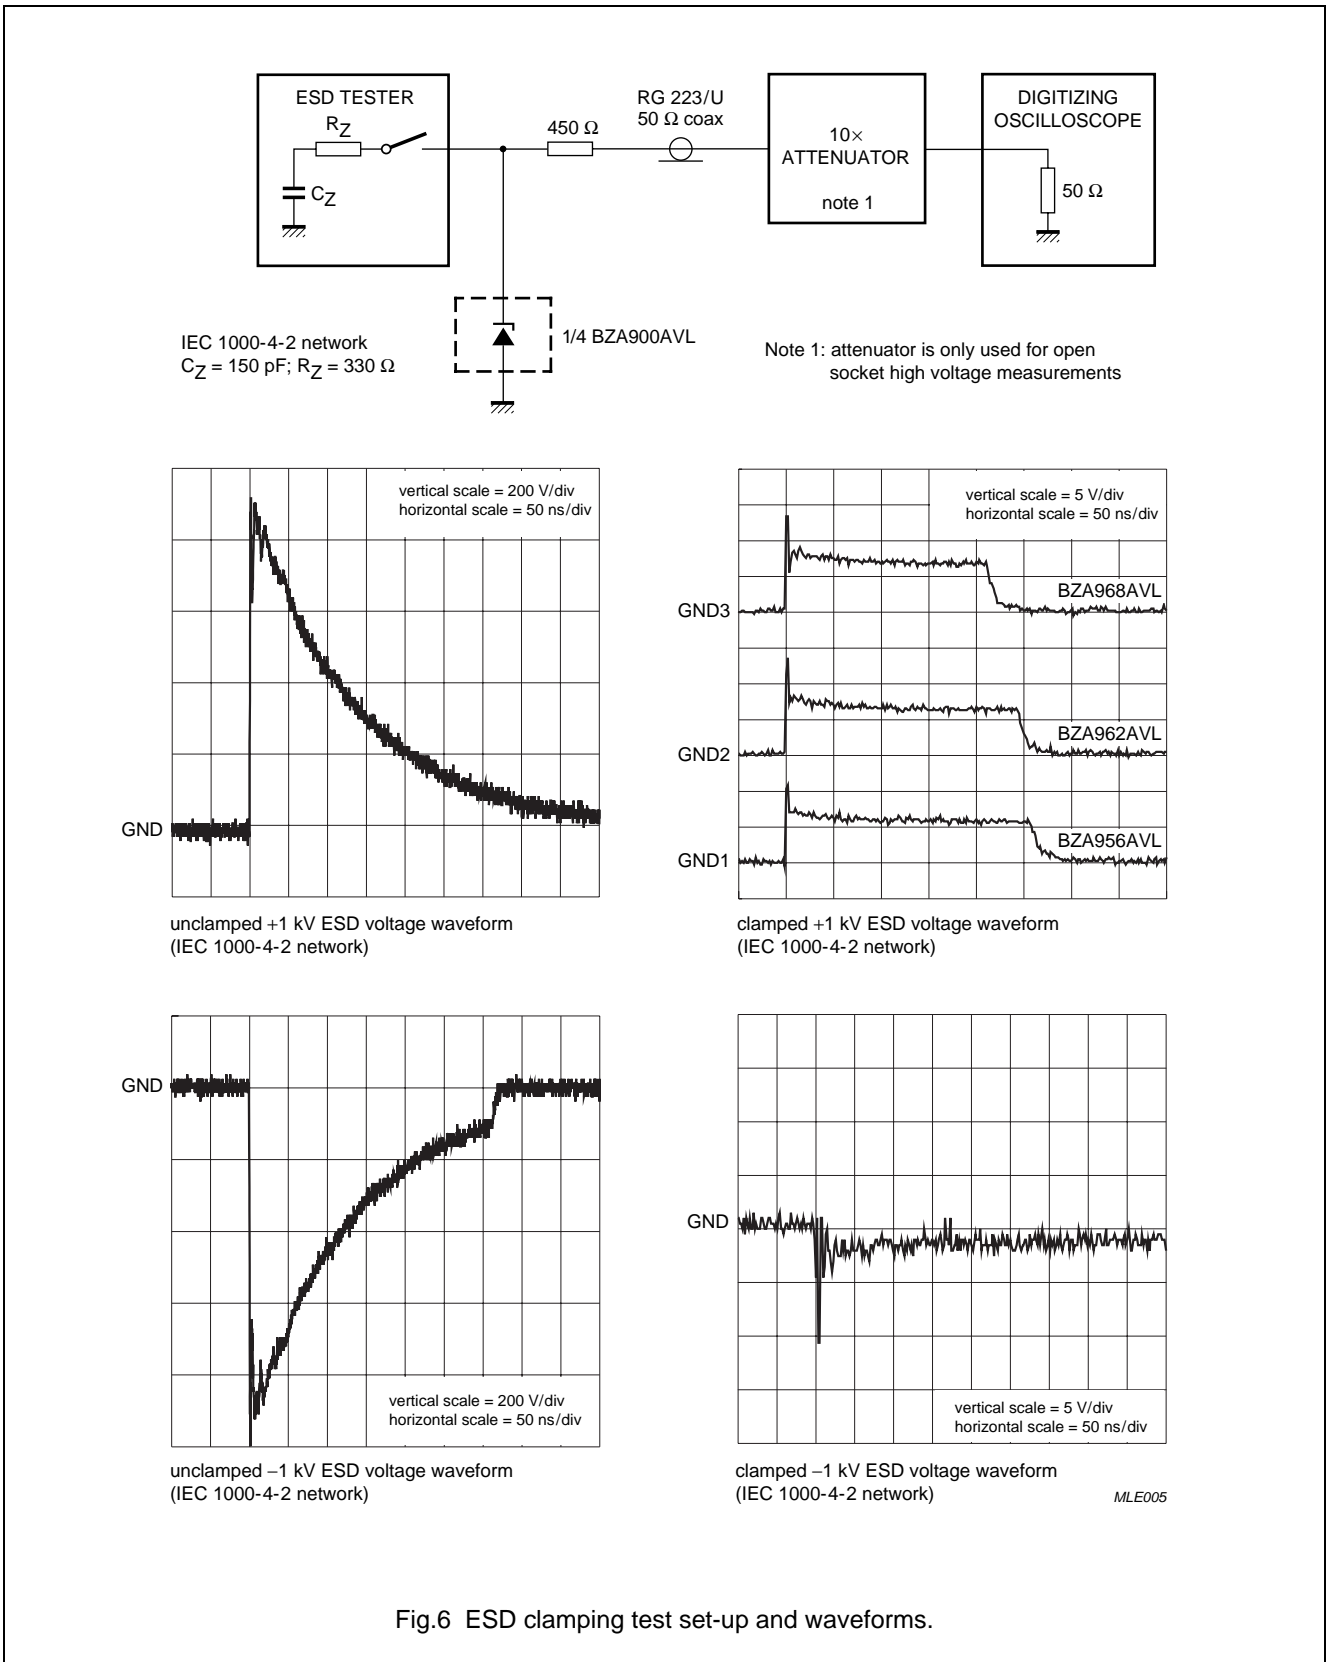 ESD TESTER
RZ
CZ
450 Ω
RG 223/U
50 Ω coax
10×
ATTENUATOR
note 1
DIGITIZING
OSCILLOSCOPE
50 Ω
1/4 BZA900AVL
IEC 1000-4-2 network
CZ = 150 pF; RZ = 330 Ω
Note 1: attenuator is only used for open
socket high voltage measurements
vertical scale = 200 V/div
horizontal scale = 50 ns/div
GND
unclamped +1 kV ESD voltage waveform
(IEC 1000-4-2 network)
vertical scale = 5 V/div
horizontal scale = 50 ns/div
BZA968AVL
GND3
BZA962AVL
GND2
BZA956AVL
GND1
clamped +1 kV ESD voltage waveform
(IEC 1000-4-2 network)
GND
vertical scale = 200 V/div
horizontal scale = 50 ns/div
unclamped −1 kV ESD voltage waveform
(IEC 1000-4-2 network)
GND
vertical scale = 5 V/div
horizontal scale = 50 ns/div
clamped −1 kV ESD voltage waveform
(IEC 1000-4-2 network)
MLE005
Fig.6 ESD clamping test set-up and waveforms.